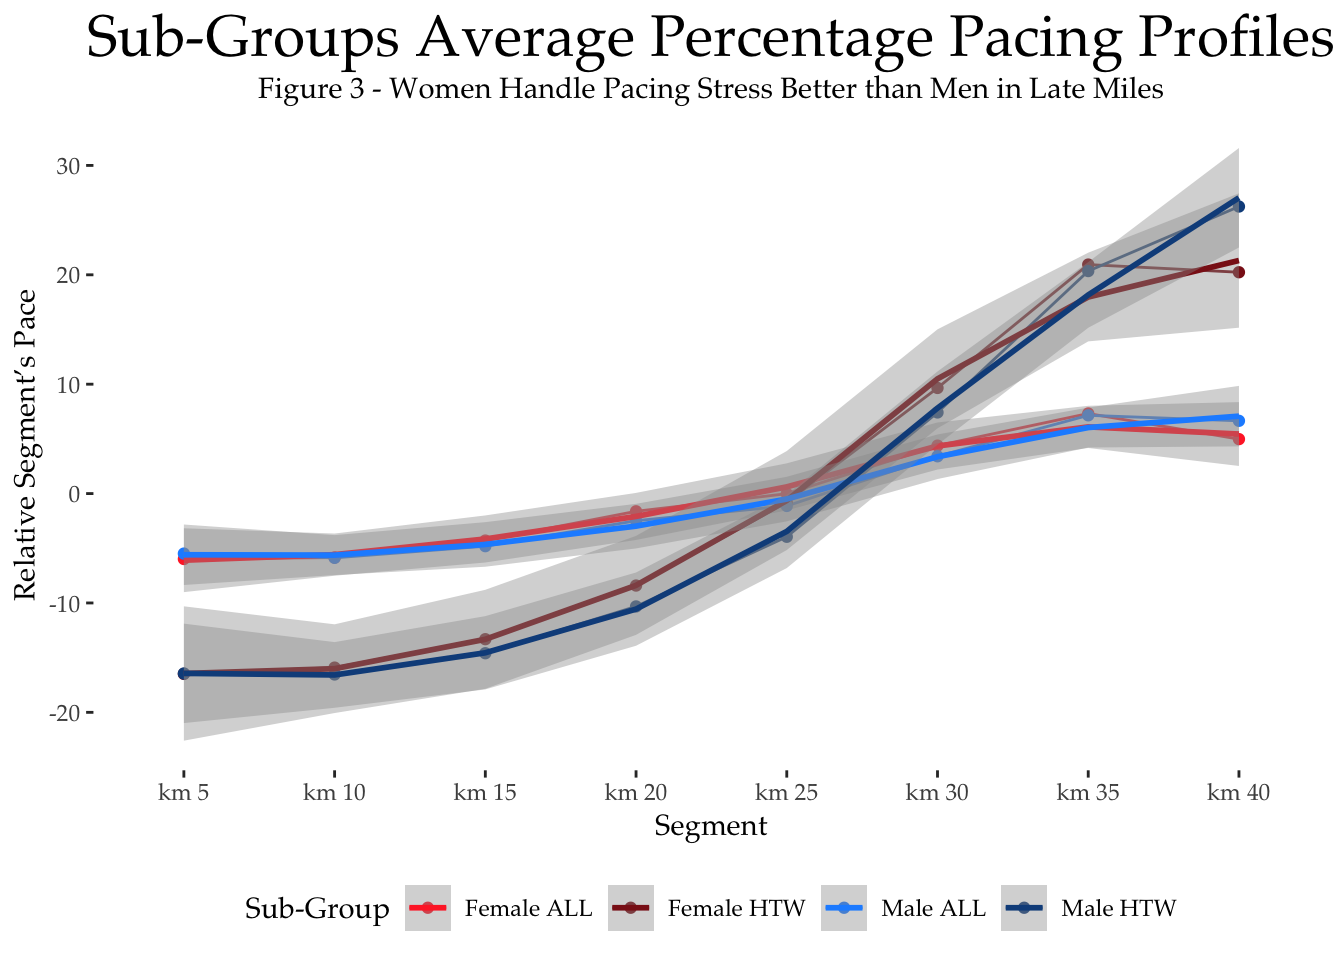 Sub-Groups Average Percentage Pacing Profiles
Figure 3 - Women Handle Pacing Stress Better than Men in Late Miles
Relative Segment’s Pace
30
20
10
0
-10
-20
km 5 km 10 km 15 km 20 km 25 km 30 km 35 km 40
Segment
Sub-Group Female ALL Female HTW Male ALL Male HTW